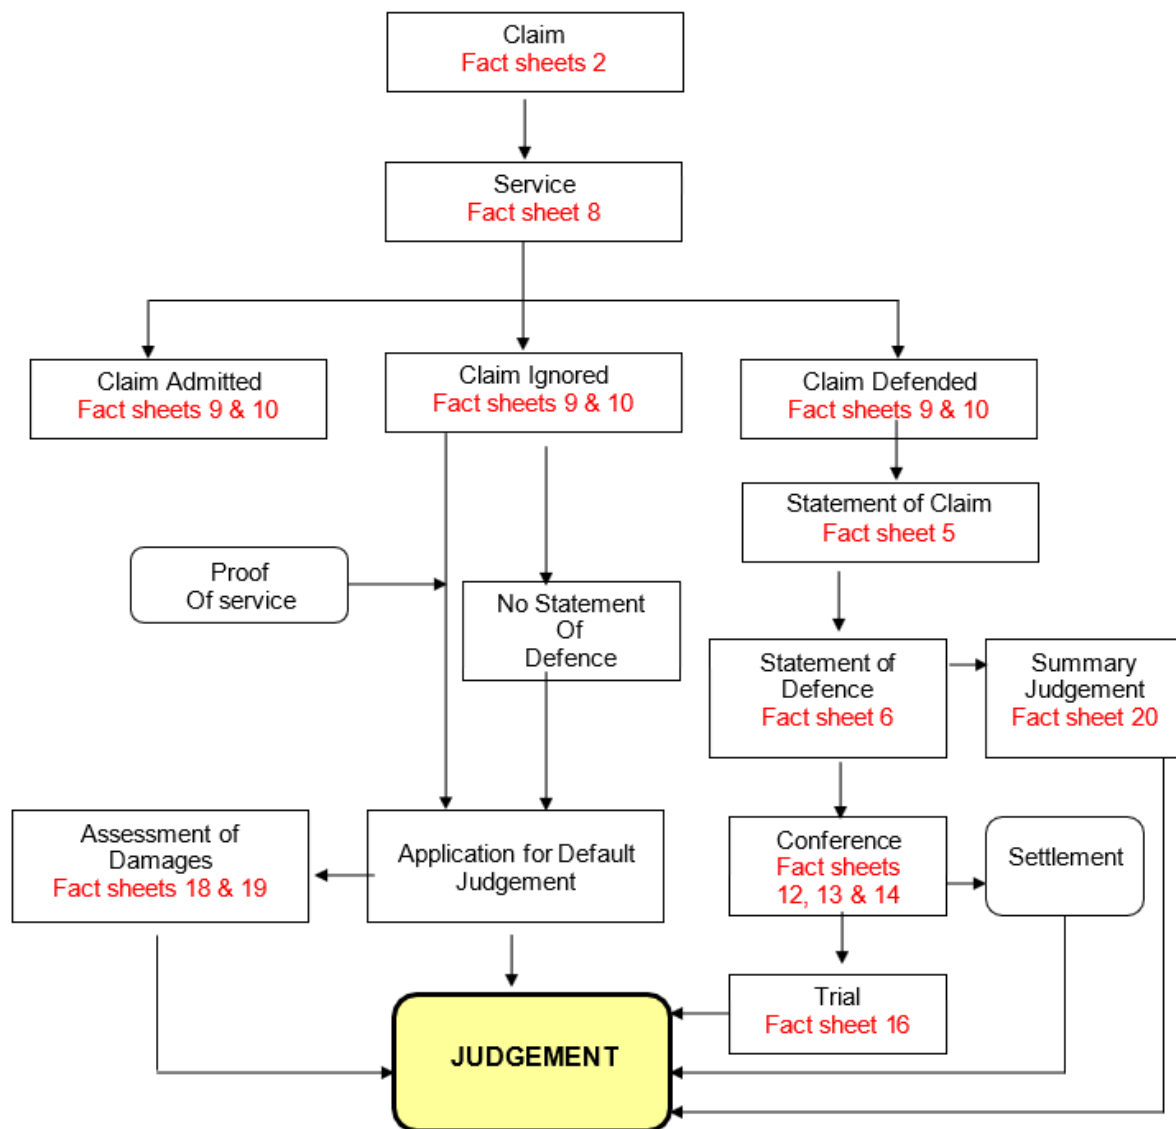 Claim
Fact sheets 2
Service
Fact sheet 8
Claim Admitted
Fact sheets 9 & 10
Claim Ignored
Fact sheets 9 & 10
Claim Defended
Fact sheets 9 & 10
Statement of Claim
Fact sheet 5
Proof
Of service
No Statement
Of
Defence
Statement of
Defence
Fact sheet 6
Summary
Judgement
Fact sheet 20
Assessment of
Damages
Fact sheets 18 & 19
Application for Default
Judgement
Conference
Fact sheets
12, 13 & 14
Settlement
Trial
Fact sheet 16
JUDGEMENT